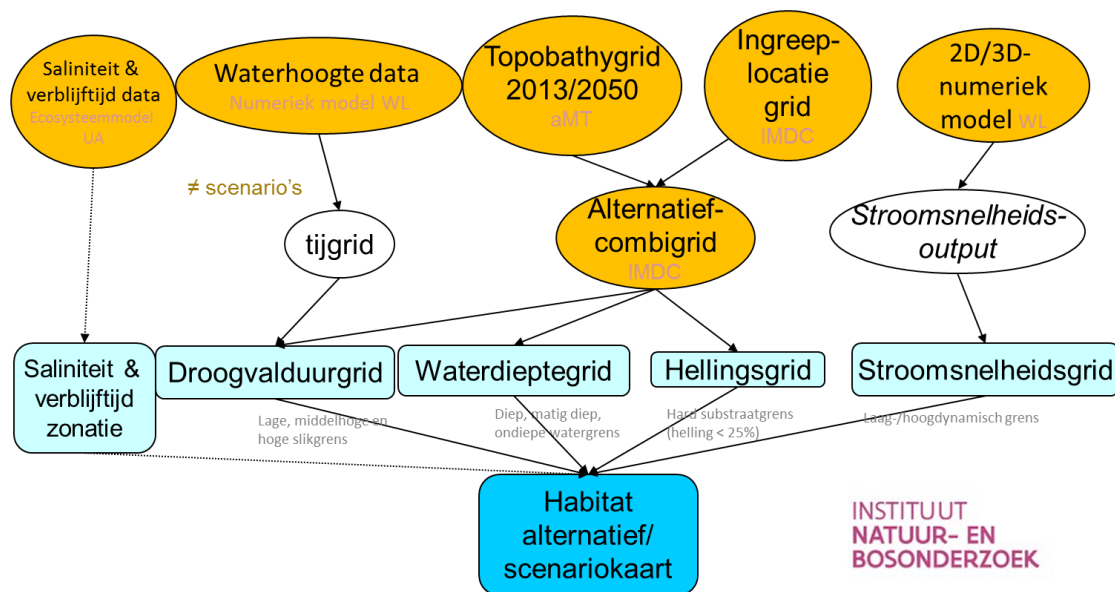 Saliniteit &
verblijftijd data
Ecosysteemmodel
UA
Waterhoogte data
Numeriek model WL
Topobathygrid
2013/2050
aMT
Ingreep-
locatie
grid
IMDC
2D/3D-
numeriek
model WL
≠ scenario's
tijgrid
Alternatief-
combigrid
IMDC
Stroomsnelheids-
output
Saliniteit &
verblijftijd
zonatie
Droogvalduurgrid
Waterdieptegrid
Hellingsgrid
Stroomsnelheidsgrid
Lage, middelhoge en
hoge slikgrens
Diep, matig diep,
ondiepe watergrens
Hard substraatgrens
(helling < 25%)
Laag-/hoogdynamisch grens
Habitat
alternatief/
scenariokaart
INSTITUUT
NATUUR- EN
BOSONDERZOEK